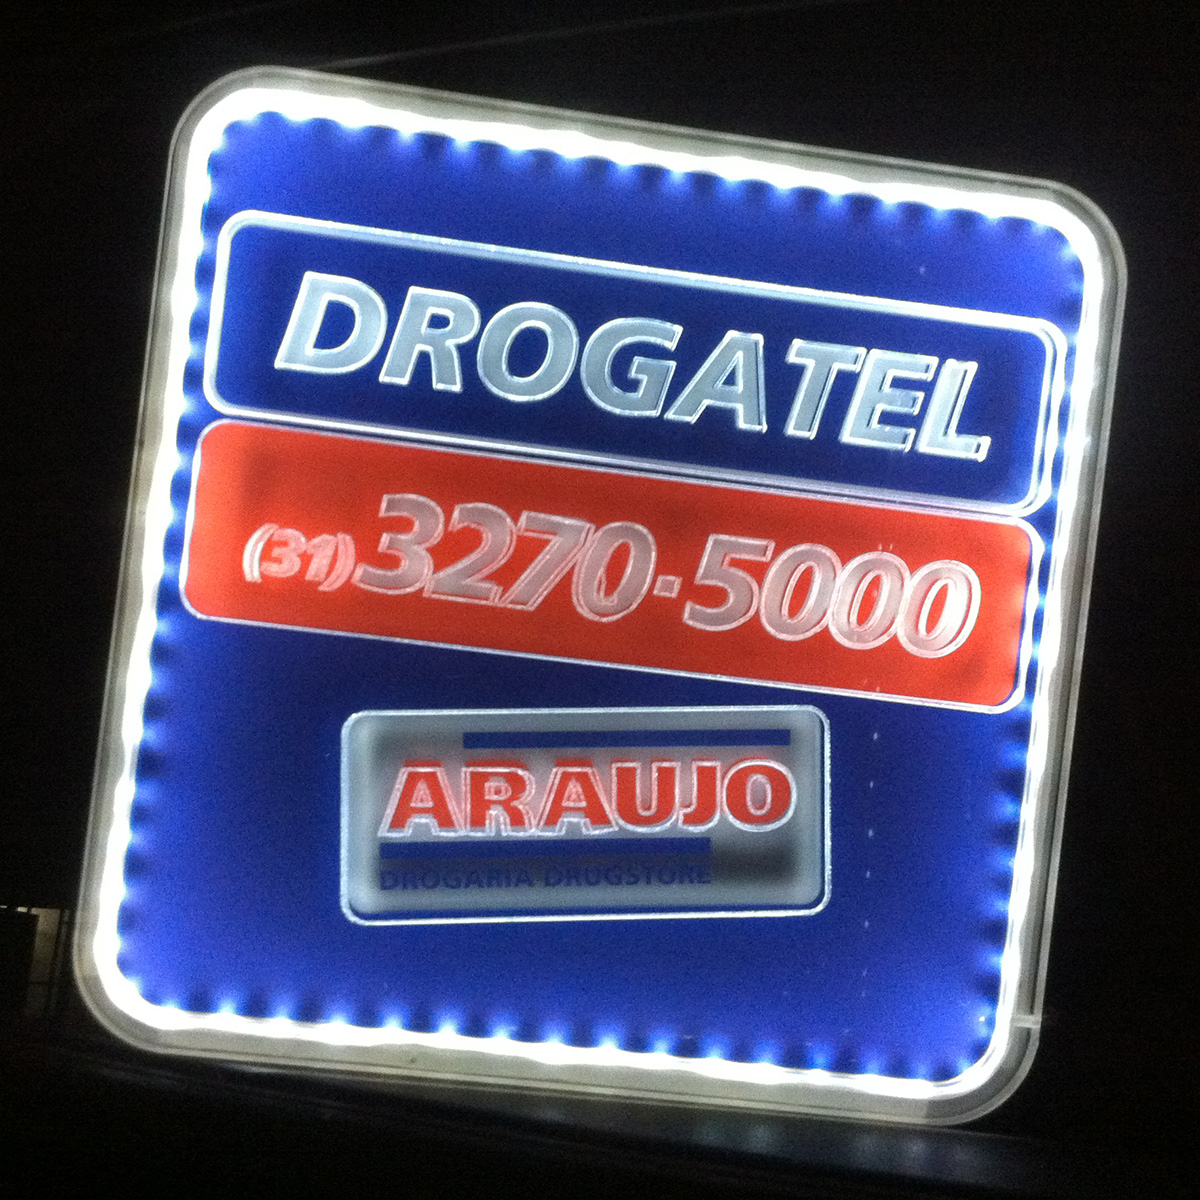 DROGATEL
(31)3270-5000
ARAUJO
DROGARIA DRUGSTORE